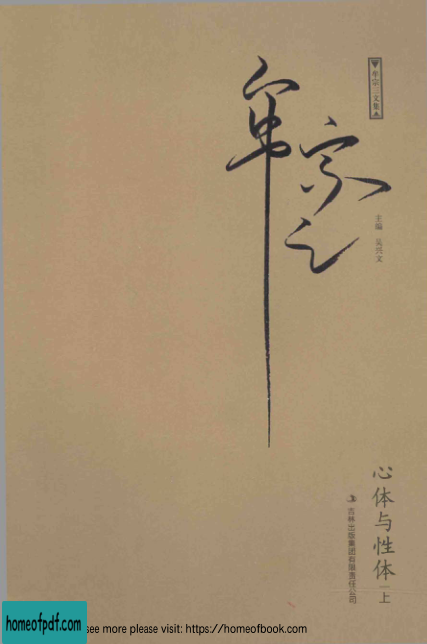 牟宗三文集
牟宗三
主编 吴兴文
心体与性体
上
吉林出版集团有限责任公司
homeofpdf.com
see more please visit: https://homeofbook.com